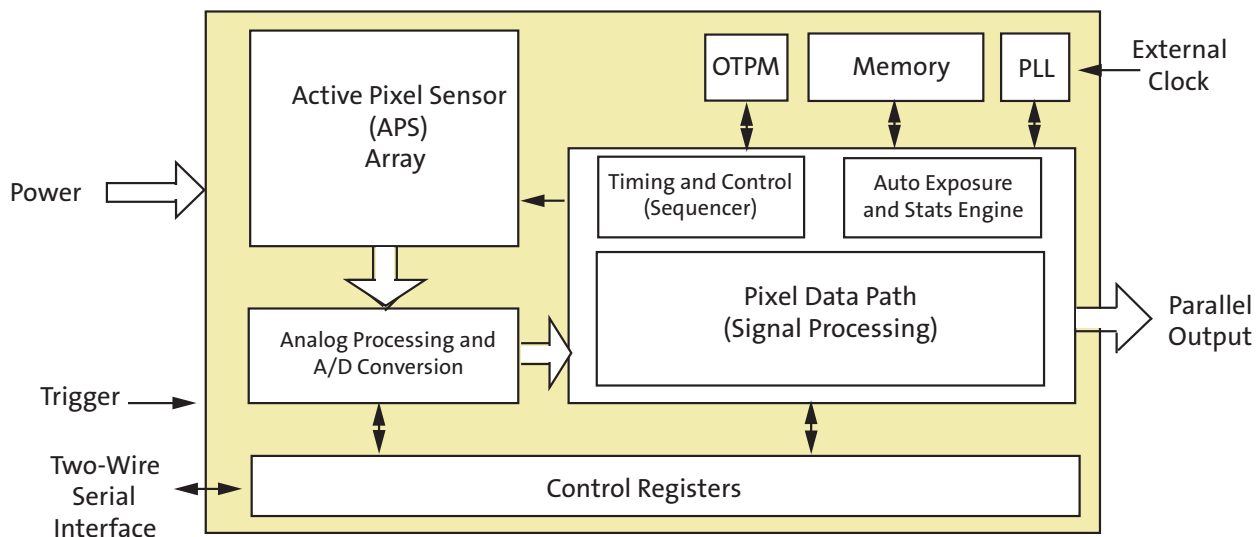 Active Pixel Sensor
(APS)
Array
OTPM
Memory
PLL
External
Clock
Power
Timing and Control
(Sequencer)
Auto Exposure
and Stats Engine
Pixel Data Path
(Signal Processing)
Parallel
Output
Analog Processing and
A/D Conversion
Trigger
Two-Wire
Serial
Interface
Control Registers